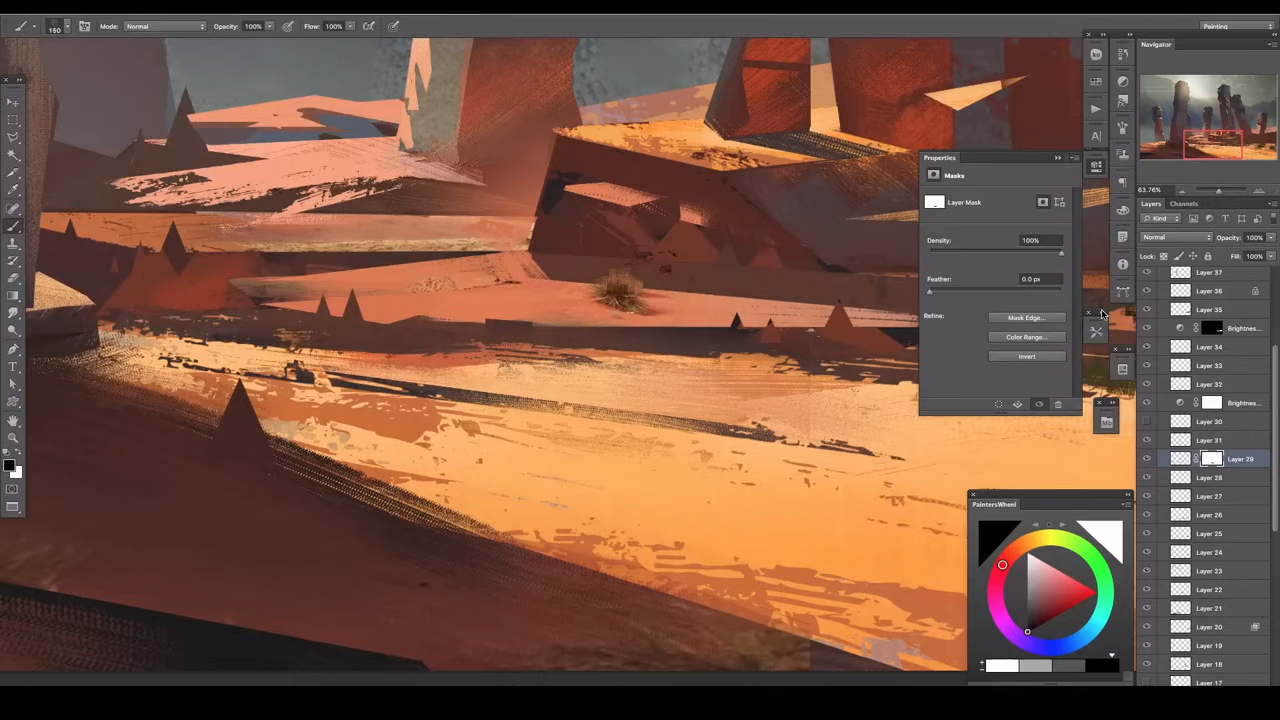 150
Mode: Normal
Opacity: 100%
Flow: 100%
Painting
Navigator
63.76%
Layers Channels
Kind
Normal
Opacity: 100%
Lock:
Fill: 100%
Properties
Masks
Layer Mask
Density: 100%
Feather: 0.0 px
Refine:
Mask Edge...
Color Range...
Invert
Layer 37
Layer 36
Layer 35
Brightnes...
Layer 34
Layer 33
Layer 32
Brightnes...
Layer 30
Layer 31
Layer 29
Layer 28
Layer 27
Layer 26
Layer 25
Layer 24
Layer 23
Layer 22
Layer 21
Layer 20
Layer 19
Layer 18
Layer 17
PaintersWheel